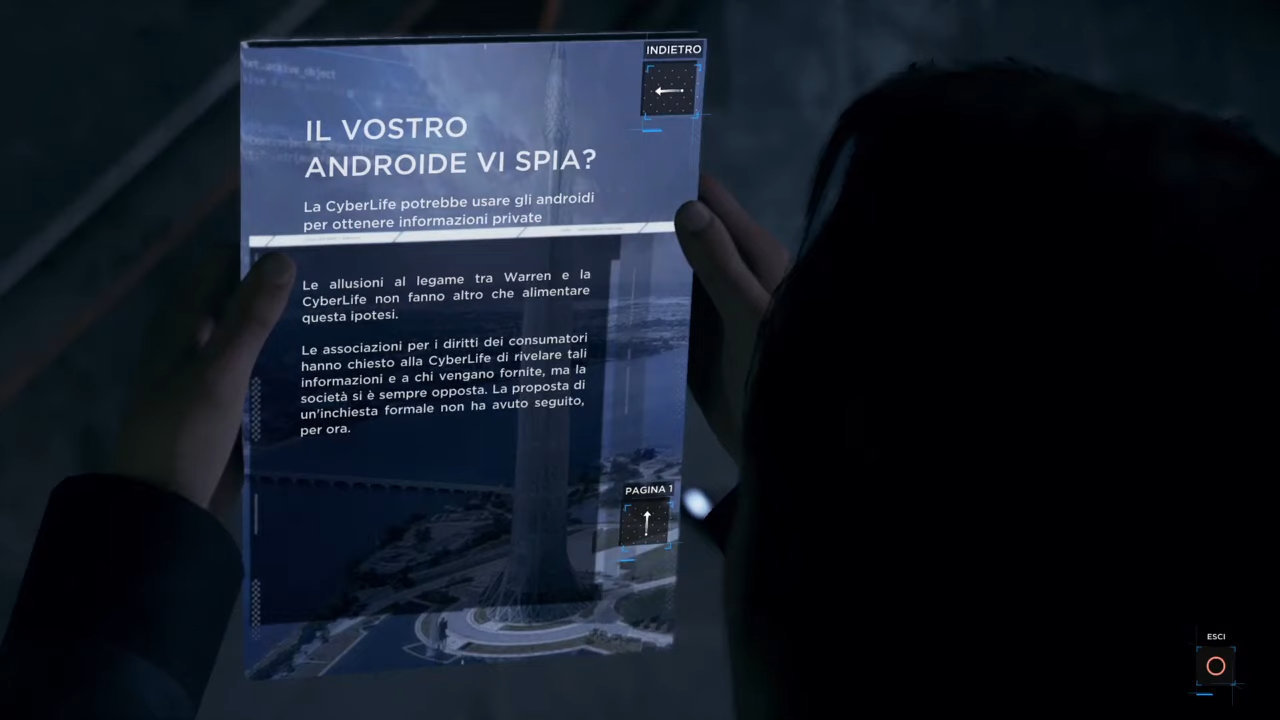 INDIETRO
IL VOSTRO
ANDROIDE VI SPIA?
La CyberLife potrebbe usare gli androidi
per ottenere informazioni private
Le allusioni al legame tra Warren e la
CyberLife non fanno altro che alimentare
questa ipotesi.
Le associazioni per i diritti dei consumatori
hanno chiesto alla CyberLife di rivelare tali
informazioni e a chi vengano fornite, ma la
società si è sempre opposta. La proposta di
un'inchiesta formale non ha avuto seguito,
per ora.
PAGINA 1
ESCI